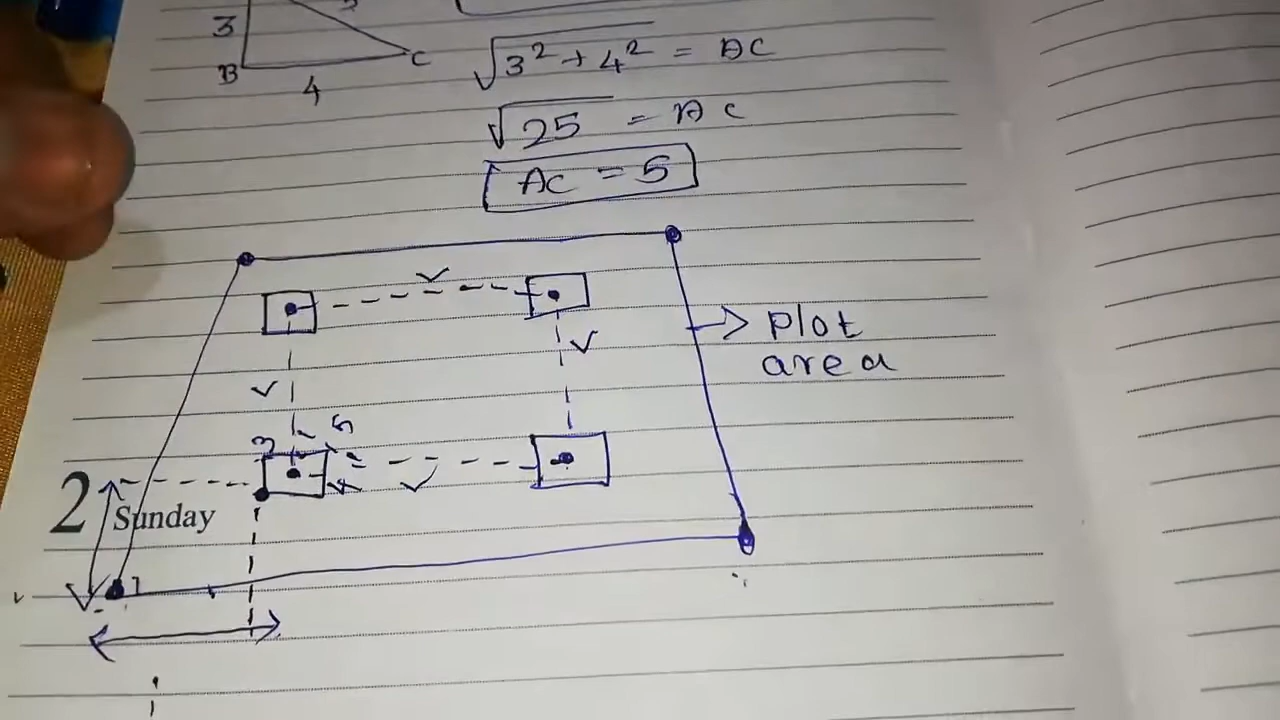 3
B
4
C
√3² + 4² = AC
√25 = AC
AC = 5
Plot
area
3
5
4
2
Sunday